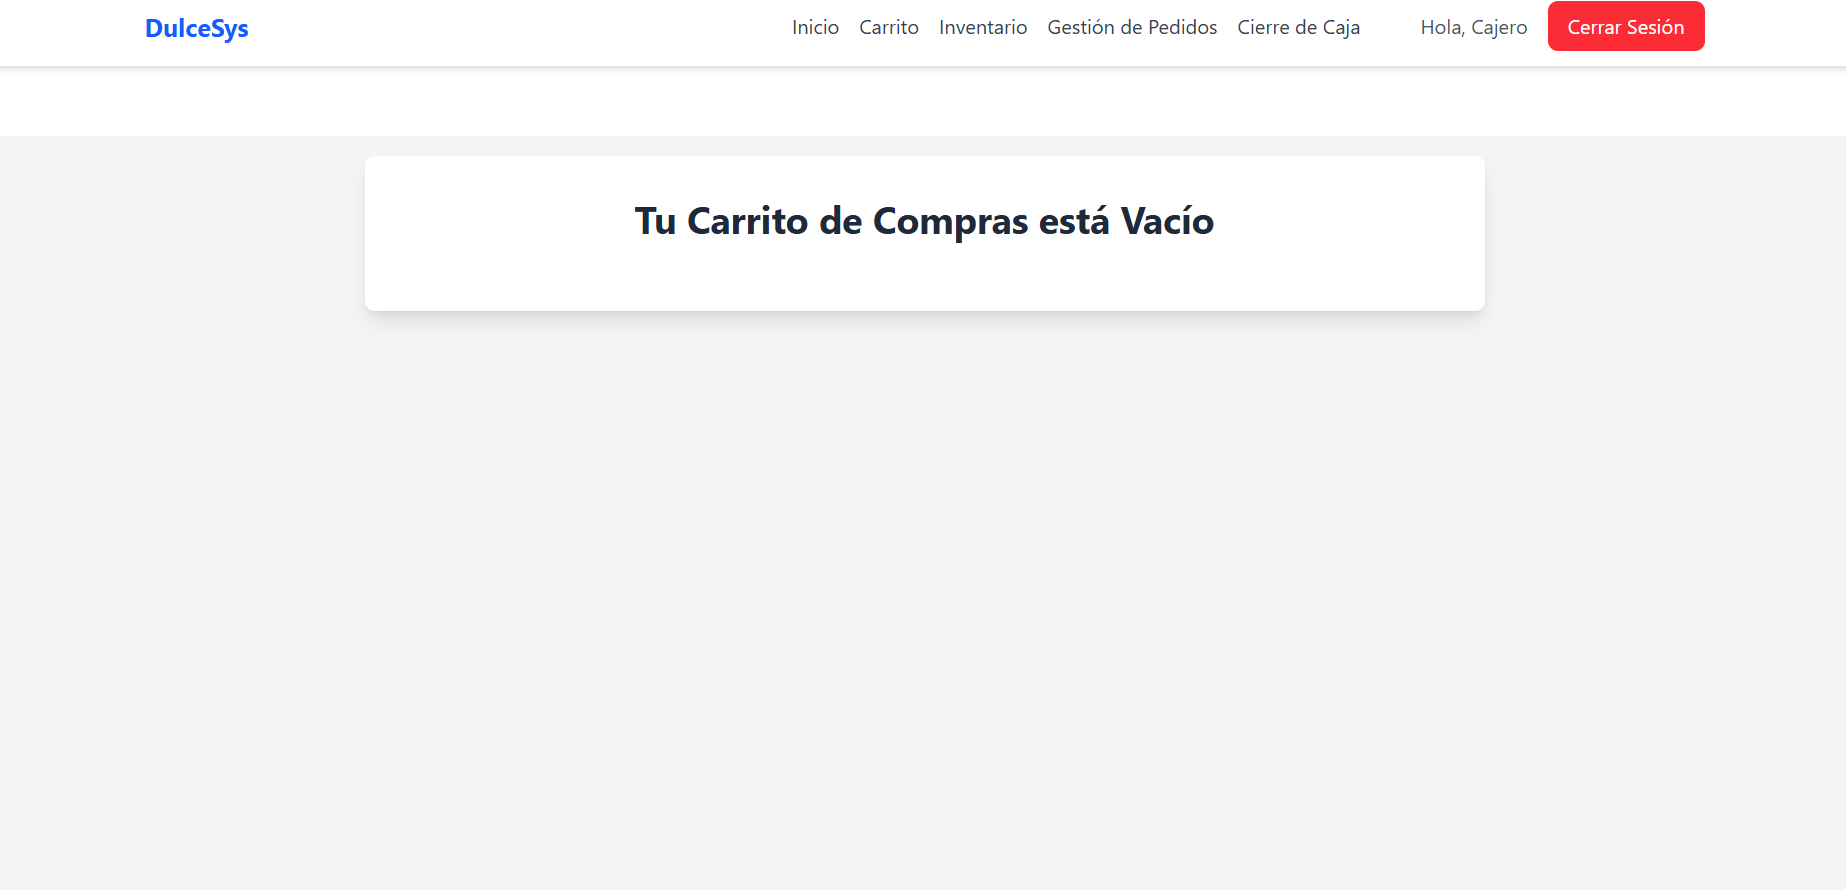 DulceSys Inicio Carrito Inventario Gestión de Pedidos Cierre de Caja Hola, Cajero Cerrar Sesión
Tu Carrito de Compras está Vacío